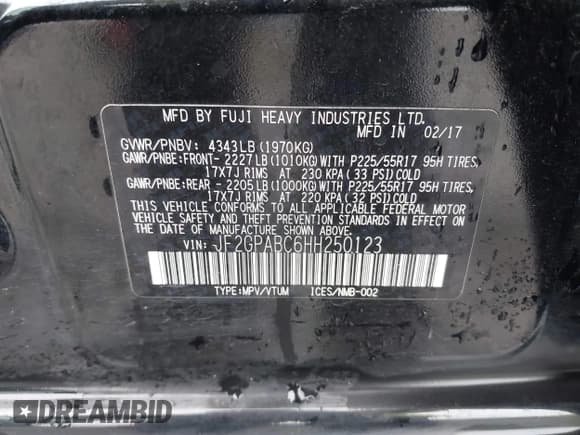 MFD BY FUJI HEAVY INDUSTRIES LTD.
MFD IN 02/17
GVWR/PNBV: 4343LB(1970KG)
GAWR/PNBE:FRONT- 2227LB(1010KG)WITH P225/55R17 95H TIRES,
17X7J RIMS AT 230 KPA(33 PSI)COLD
GAWR/PNBE:REAR - 2205LB(1000KG)WITH P225/55R17 95H TIRES,
17X7J RIMS AT 220 KPA(32 PSI)COLD
THIS VEHICLE CONFORMS TO ALL APPLICABLE FEDERAL MOTOR
VEHICLE SAFETY AND THEFT PREVENTION STANDARDS IN EFFECT ON
THE DATE OF MANUFACTURE SHOWN ABOVE.
VIN: JF2GPABC6HH250123
TYPE:MPV/VTUM ICES/NMB-002
DREAMBID